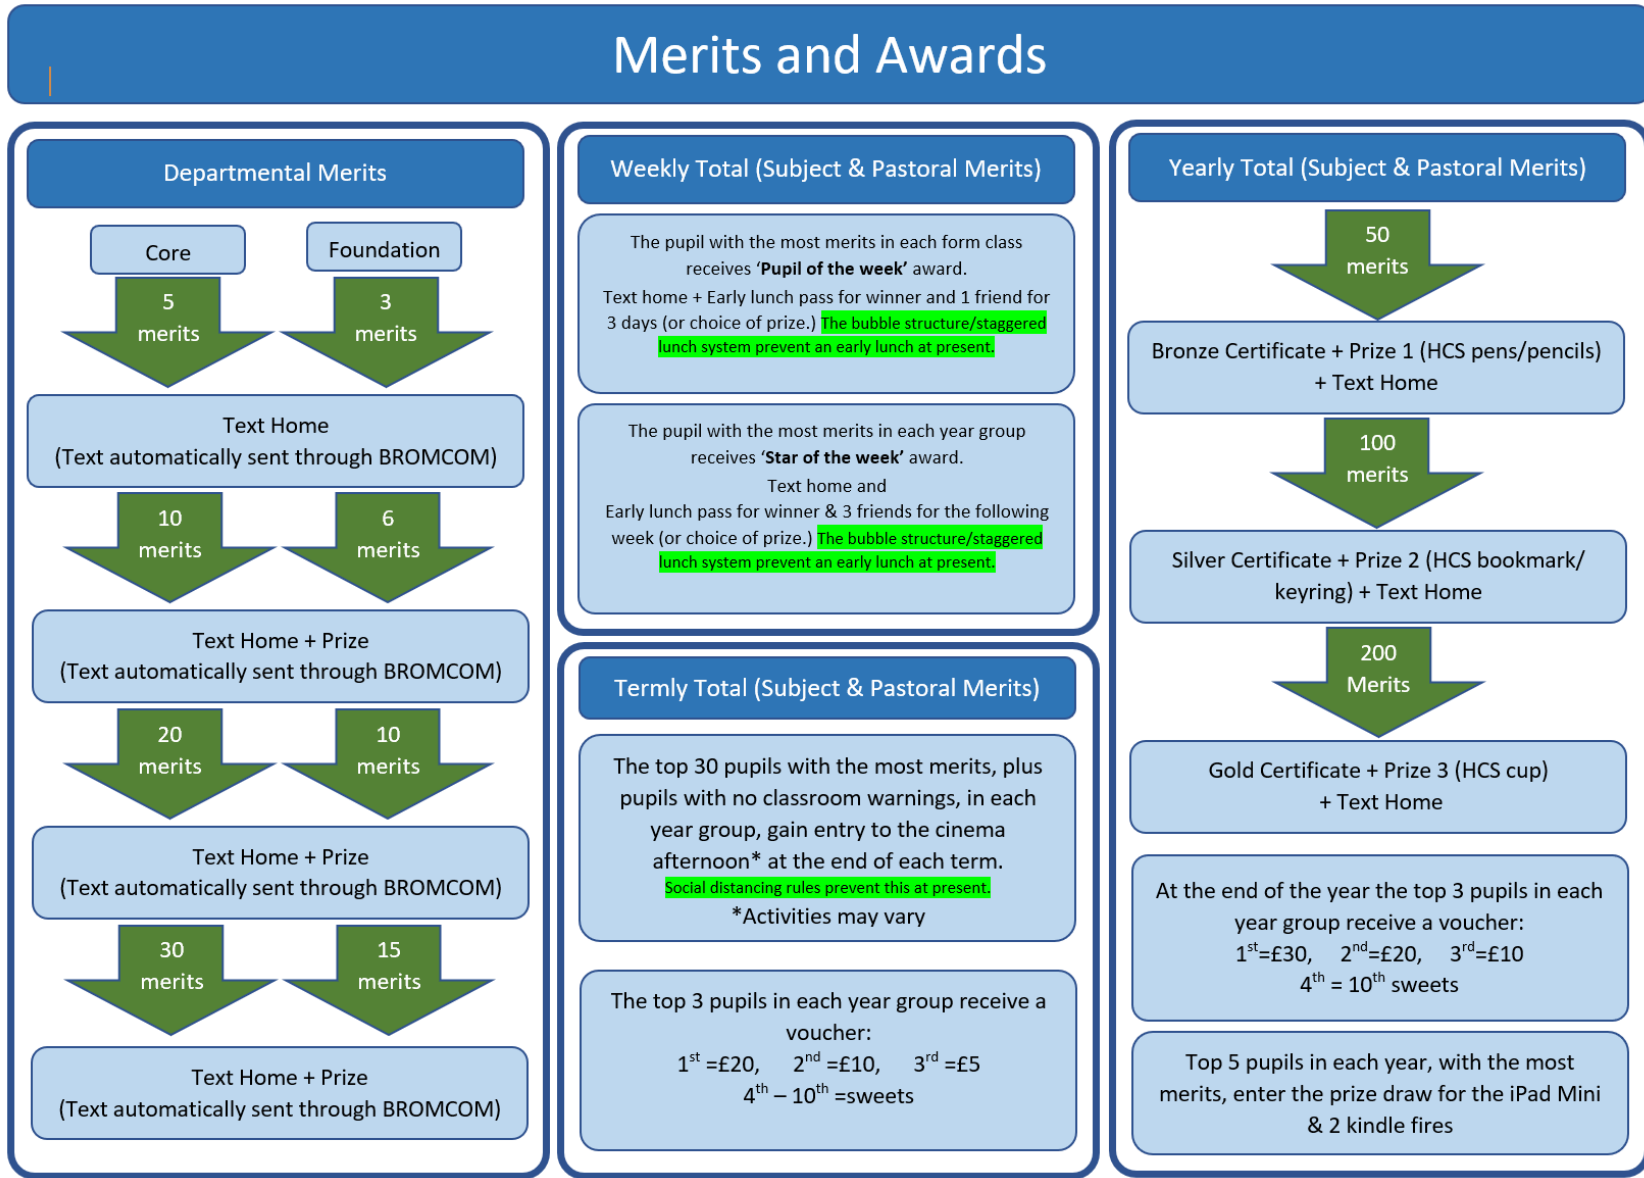 Merits and Awards
Departmental Merits
Core
Foundation
5
merits
3
merits
Text Home
(Text automatically sent through BROMCOM)
10
merits
6
merits
Text Home + Prize
(Text automatically sent through BROMCOM)
20
merits
10
merits
Text Home + Prize
(Text automatically sent through BROMCOM)
30
merits
15
merits
Text Home + Prize
(Text automatically sent through BROMCOM)
Weekly Total (Subject & Pastoral Merits)
The pupil with the most merits in each form class
receives ‘Pupil of the week’ award.
Text home + Early lunch pass for winner and 1 friend for
3 days (or choice of prize.) The bubble structure/staggered
lunch system prevent an early lunch at present.
The pupil with the most merits in each year group
receives ‘Star of the week’ award.
Text home and
Early lunch pass for winner & 3 friends for the following
week (or choice of prize.) The bubble structure/staggered
lunch system prevent an early lunch at present.
Termly Total (Subject & Pastoral Merits)
The top 30 pupils with the most merits, plus
pupils with no classroom warnings, in each
year group, gain entry to the cinema
afternoon* at the end of each term.
Social distancing rules prevent this at present.
*Activities may vary
The top 3 pupils in each year group receive a
voucher:
1st =£20, 2nd =£10, 3rd =£5
4th – 10th =sweets
Yearly Total (Subject & Pastoral Merits)
50
merits
Bronze Certificate + Prize 1 (HCS pens/pencils)
+ Text Home
100
merits
Silver Certificate + Prize 2 (HCS bookmark/
keyring) + Text Home
200
Merits
Gold Certificate + Prize 3 (HCS cup)
+ Text Home
At the end of the year the top 3 pupils in each
year group receive a voucher:
1st=£30, 2nd=£20, 3rd=£10
4th = 10th sweets
Top 5 pupils in each year, with the most
merits, enter the prize draw for the iPad Mini
& 2 kindle fires